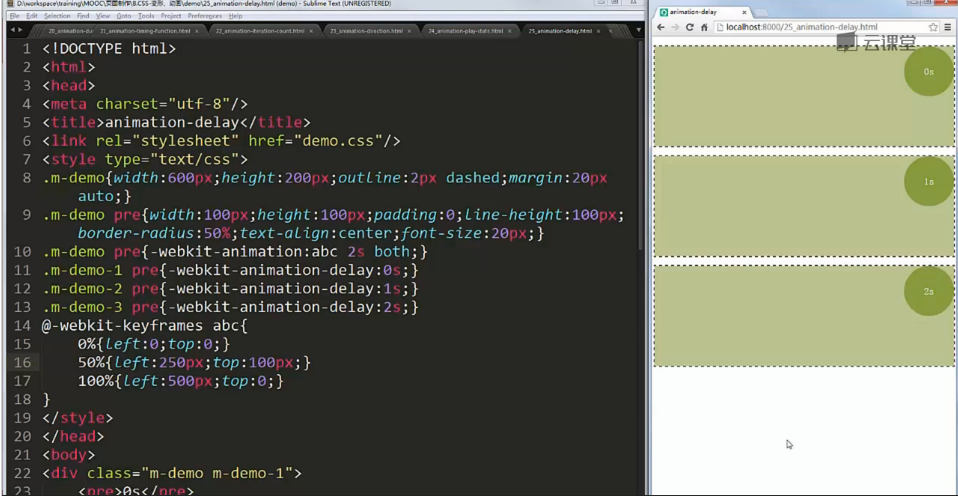 D:\workspace\training\MOOC\页面制作\8.CSS-变形、动画\demo\25_animation-delay.html (demo) - Sublime Text (UNREGISTERED)
File Edit Selection Find View Goto Tools Project Preferences Help
21_animation-timing-function.html 22_animation-iteration-count.html 23_animation-direction.html 24_animation-play-state.html 25_animation-delay.html
1 <!DOCTYPE html>
2 <html>
3 <head>
4 <meta charset="utf-8"/>
5 <title>animation-delay</title>
6 <link rel="stylesheet" href="demo.css"/>
7 <style type="text/css">
8 .m-demo{width:600px;height:200px;outline:2px dashed;margin:20px
auto;}
9 .m-demo pre{width:100px;height:100px;padding:0;line-height:100px;
border-radius:50%;text-align:center;font-size:20px;}
10 .m-demo pre{-webkit-animation:abc 2s both;}
11 .m-demo-1 pre{-webkit-animation-delay:0s;}
12 .m-demo-2 pre{-webkit-animation-delay:1s;}
13 .m-demo-3 pre{-webkit-animation-delay:2s;}
14 @-webkit-keyframes abc{
15 0%{left:0;top:0;}
16 50%{left:250px;top:100px;}
17 100%{left:500px;top:0;}
18 }
19 </style>
20 </head>
21 <body>
22 <div class="m-demo m-demo-1">
23 <pre>0s</pre>
animation-delay
localhost:8000/25_animation-delay.html
云课堂
0s
1s
2s